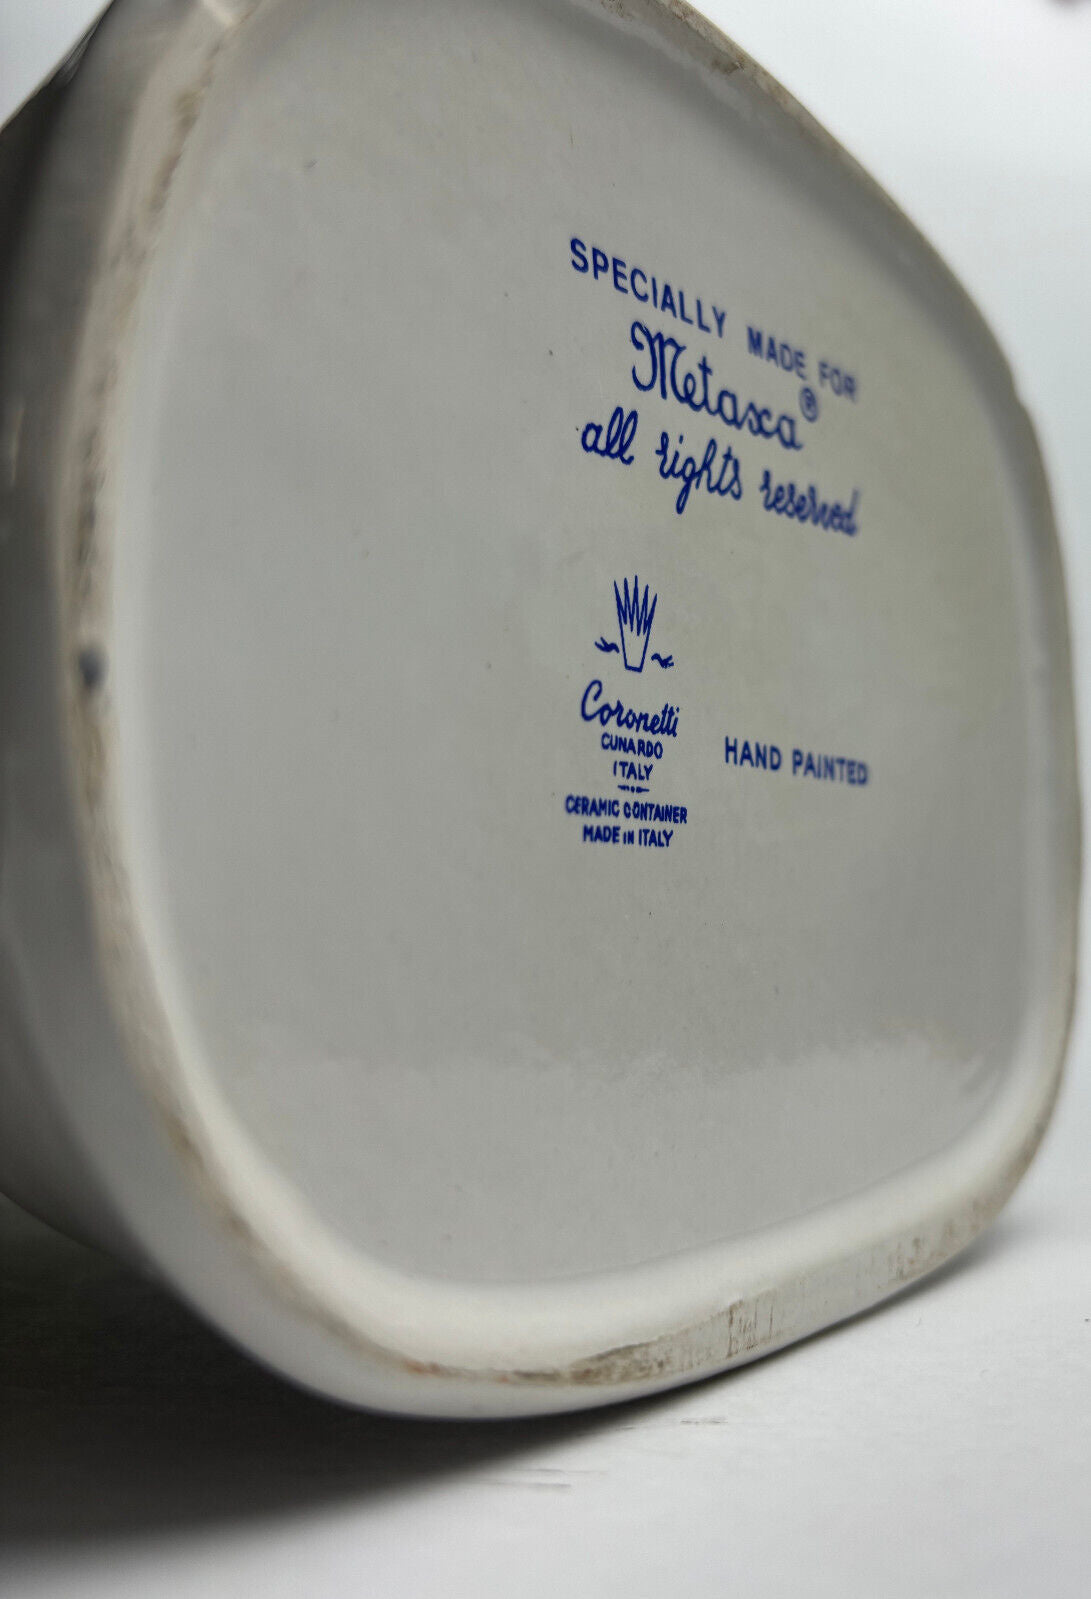 SPECIALLY MADE FOR
Metaxa®
all rights reserved
Coronetti
CUNARDO
ITALY
HAND PAINTED
CERAMIC CONTAINER
MADE IN ITALY